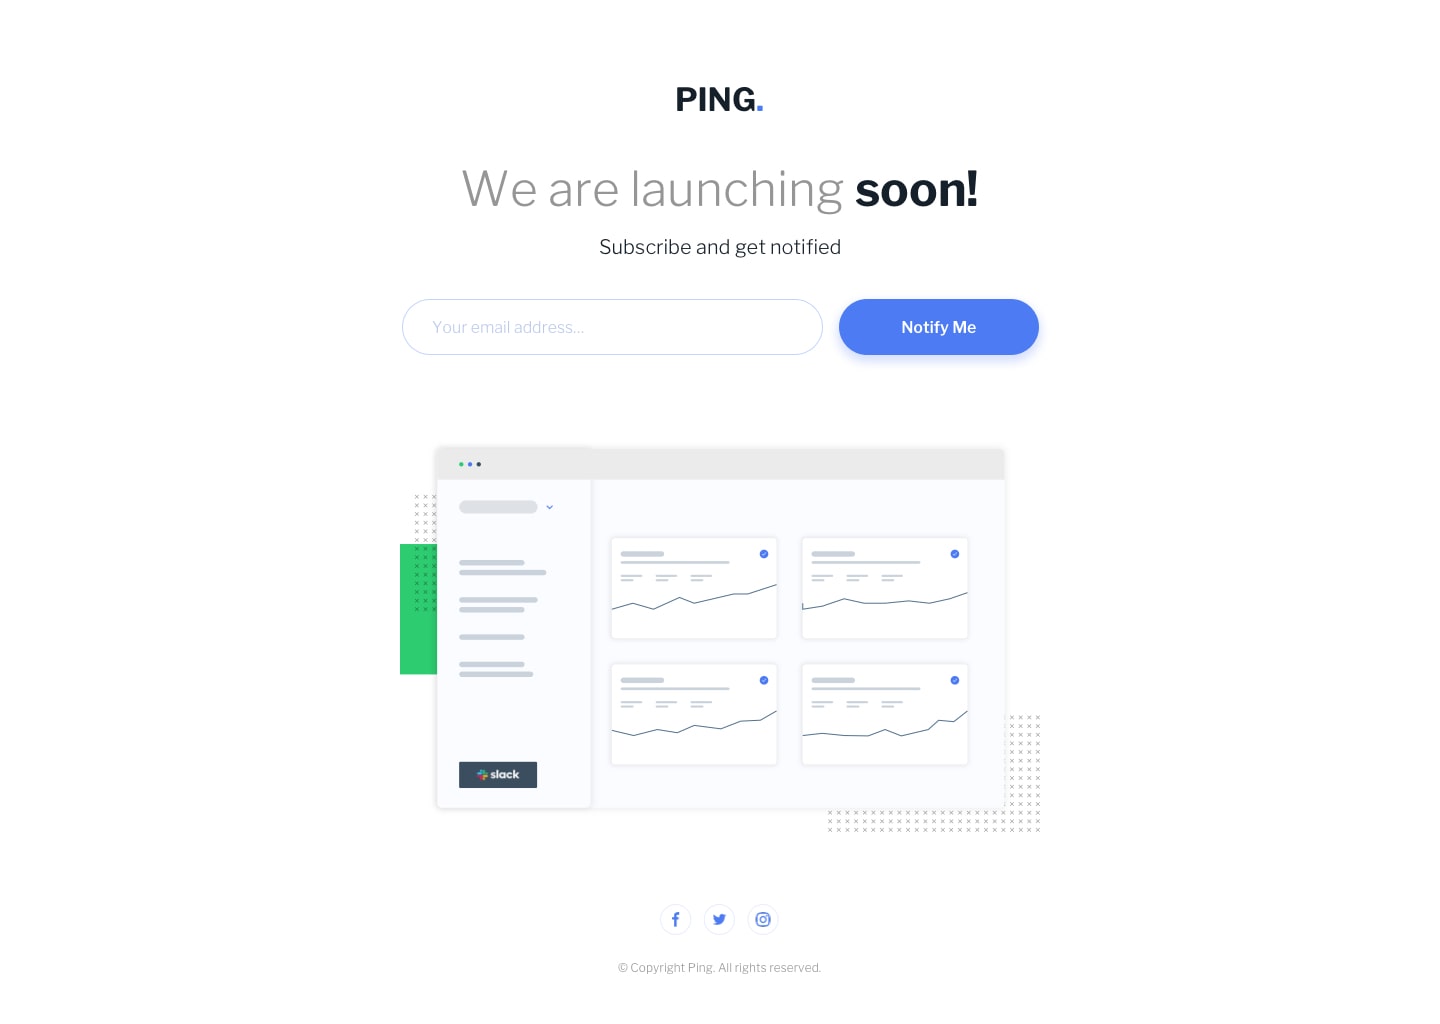 PING.
We are launching soon!
Subscribe and get notified
Your email address...
Notify Me
slack
© Copyright Ping. All rights reserved.